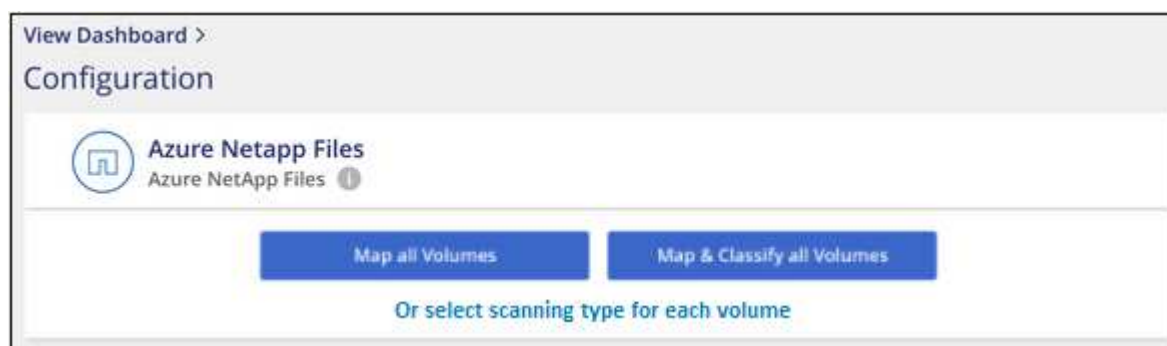 View Dashboard >
Configuration
Azure Netapp Files
Azure NetApp Files
Map all Volumes
Map & Classify all Volumes
Or select scanning type for each volume